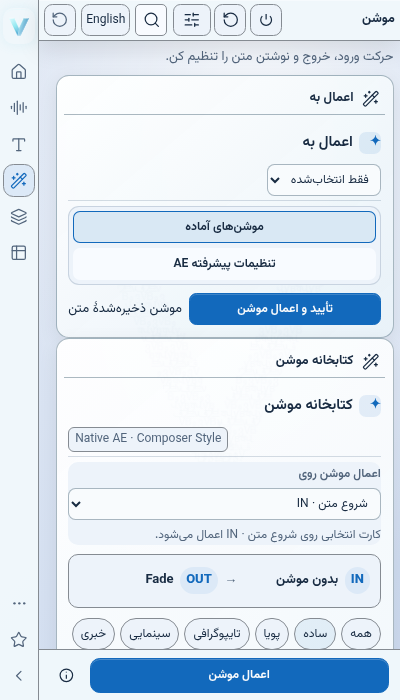 موشن
English
حرکت ورود، خروج و نوشتن متن را تنظیم کن.
اعمال به
اعمال به
فقط انتخاب‌شده
موشن‌های آماده
تنظیمات پیشرفته AE
تأیید و اعمال موشن
موشن ذخیره‌شدهٔ متن
کتابخانه موشن
کتابخانه موشن
Native AE · Composer Style
اعمال موشن روی
شروع متن · IN
کارت انتخابی روی شروع متن · IN اعمال می‌شود.
IN بدون موشن → OUT Fade
همه ساده پویا تایپوگرافی سینمایی خبری
اعمال موشن